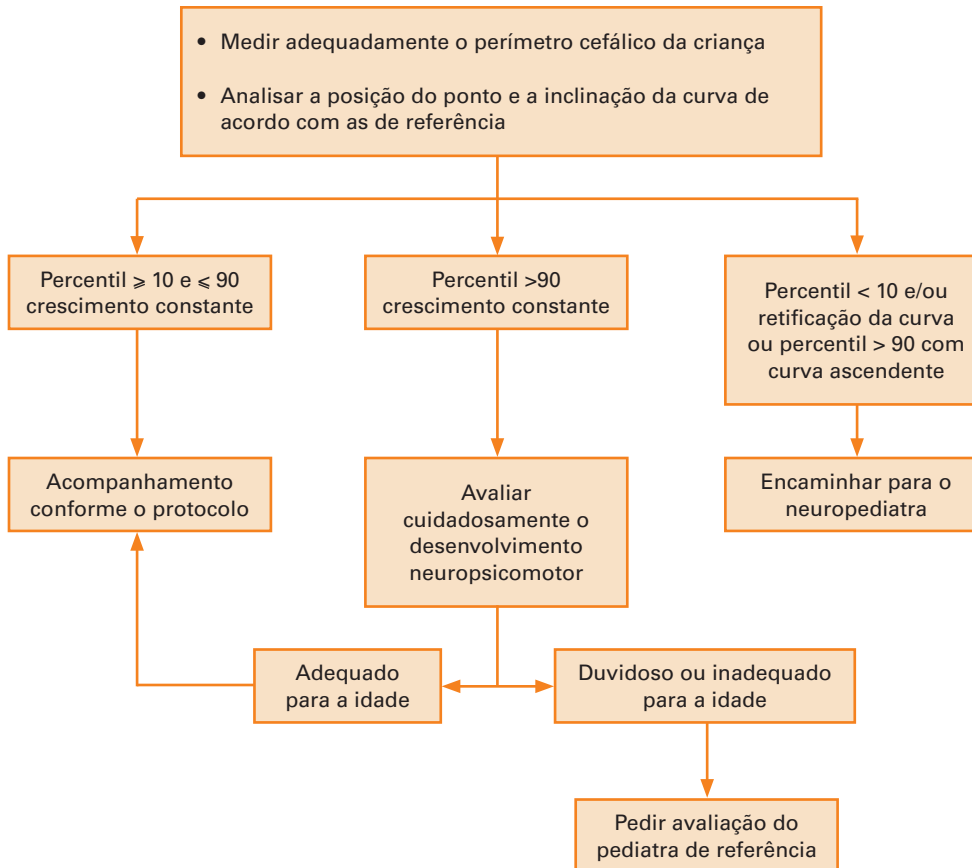 • Medir adequadamente o perímetro cefálico da criança
• Analisar a posição do ponto e a inclinação da curva de
acordo com as de referência
Percentil ⩾ 10 e ⩽ 90
crescimento constante
Percentil >90
crescimento constante
Percentil < 10 e/ou
retificação da curva
ou percentil > 90 com
curva ascendente
Acompanhamento
conforme o protocolo
Avaliar
cuidadosamente o
desenvolvimento
neuropsicomotor
Encaminhar para o
neuropediatra
Adequado
para a idade
Duvidoso ou inadequado
para a idade
Pedir avaliação do
pediatra de referência